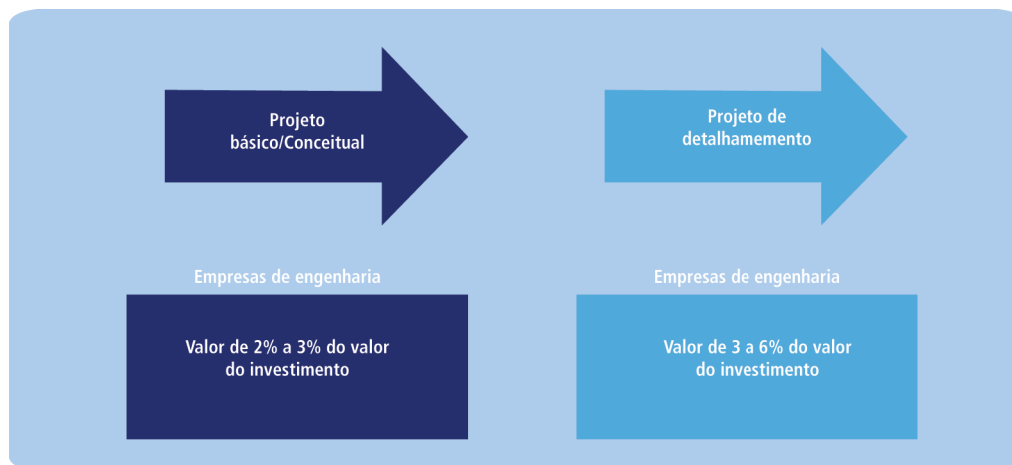 Projeto
básico/Conceitual
Projeto de
detalhamemento
Empresas de engenharia
Empresas de engenharia
Valor de 2% a 3% do valor
do investimento
Valor de 3 a 6% do valor
do investimento